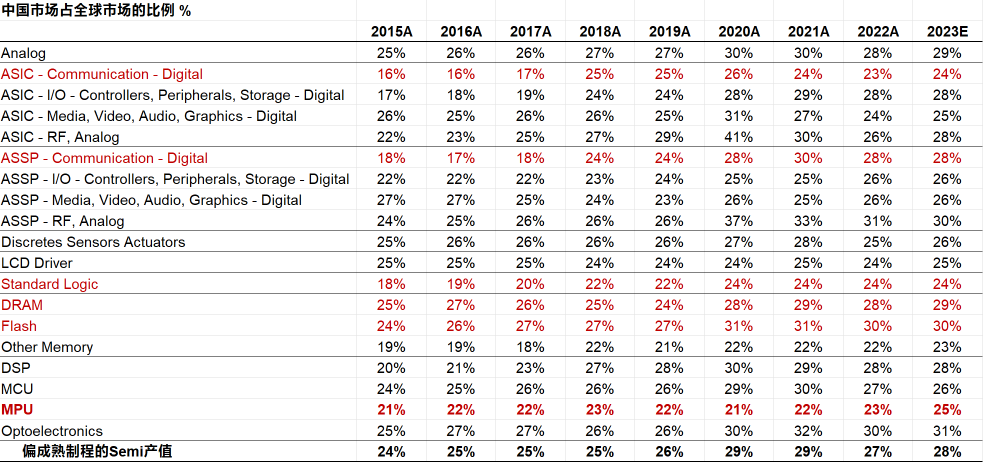 中国市场占全球市场的比例 %
2015A 2016A 2017A 2018A 2019A 2020A 2021A 2022A 2023E
Analog 25% 26% 26% 27% 27% 30% 30% 28% 29%
ASIC - Communication - Digital 16% 16% 17% 25% 25% 26% 24% 23% 24%
ASIC - I/O - Controllers, Peripherals, Storage - Digital 17% 18% 19% 24% 24% 28% 29% 28% 28%
ASIC - Media, Video, Audio, Graphics - Digital 26% 25% 26% 26% 25% 31% 27% 24% 25%
ASIC - RF, Analog 22% 23% 25% 27% 29% 41% 30% 26% 28%
ASSP - Communication - Digital 18% 17% 18% 24% 24% 28% 30% 28% 28%
ASSP - I/O - Controllers, Peripherals, Storage - Digital 22% 22% 22% 23% 24% 25% 25% 26% 26%
ASSP - Media, Video, Audio, Graphics - Digital 27% 27% 25% 24% 23% 26% 25% 26% 26%
ASSP - RF, Analog 24% 25% 26% 26% 26% 37% 33% 31% 30%
Discretes Sensors Actuators 25% 26% 26% 26% 26% 27% 28% 25% 26%
LCD Driver 25% 25% 25% 24% 24% 24% 25% 24% 25%
Standard Logic 18% 19% 20% 22% 22% 24% 24% 24% 24%
DRAM 25% 27% 26% 25% 24% 28% 29% 28% 29%
Flash 24% 26% 27% 27% 27% 31% 31% 30% 30%
Other Memory 19% 19% 18% 22% 21% 22% 22% 22% 23%
DSP 20% 21% 23% 27% 28% 30% 29% 28% 28%
MCU 24% 25% 26% 26% 26% 29% 30% 27% 26%
MPU 21% 22% 22% 23% 22% 21% 22% 23% 25%
Optoelectronics 25% 27% 27% 26% 26% 30% 32% 30% 31%
偏成熟制程的Semi产值 24% 25% 25% 25% 26% 29% 29% 27% 28%